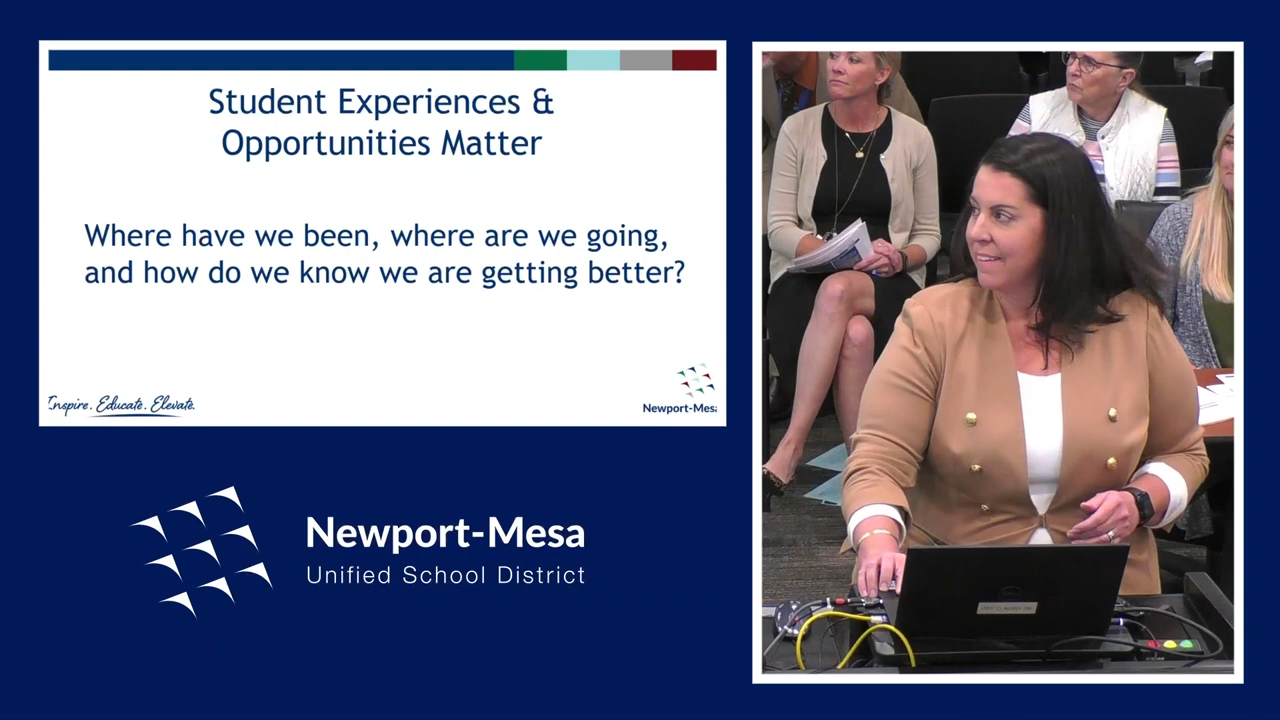 Student Experiences &
Opportunities Matter
Where have we been, where are we going,
and how do we know we are getting better?
Inspire. Educate. Elevate.
Newport-Mesa
Newport-Mesa
Unified School District